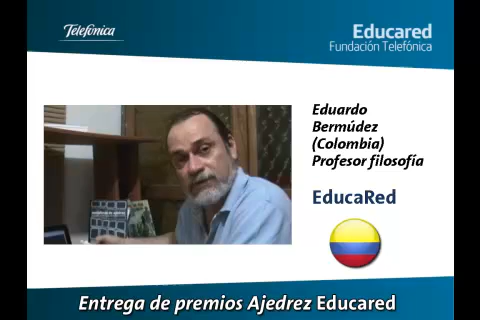 Telefónica
Educared
Fundación Telefónica
Eduardo
Bermúdez
(Colombia)
Profesor filosofía
EducaRed
Entrega de premios Ajedrez Educared